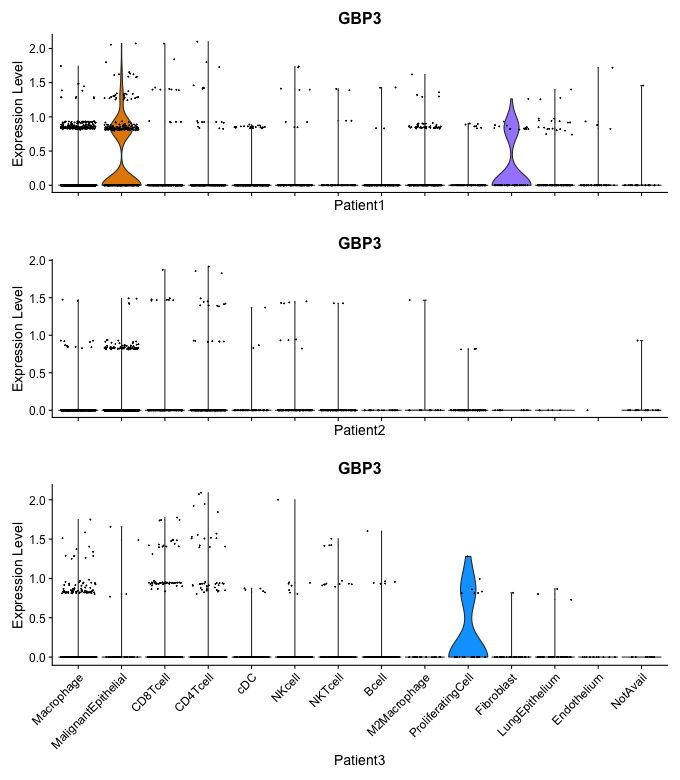 GBP3
Expression Level
2.0
1.5
1.0
0.5
0.0
Patient1
GBP3
Expression Level
2.0
1.5
1.0
0.5
0.0
Patient2
GBP3
Expression Level
2.0
1.5
1.0
0.5
0.0
Macrophage
MalignantEpithelial
CD8Tcell
CD4Tcell
cDC
NKcell
NKTcell
Bcell
M2Macrophage
ProliferatingCell
Fibroblast
LungEpithelium
Endothelium
NotAvail
Patient3